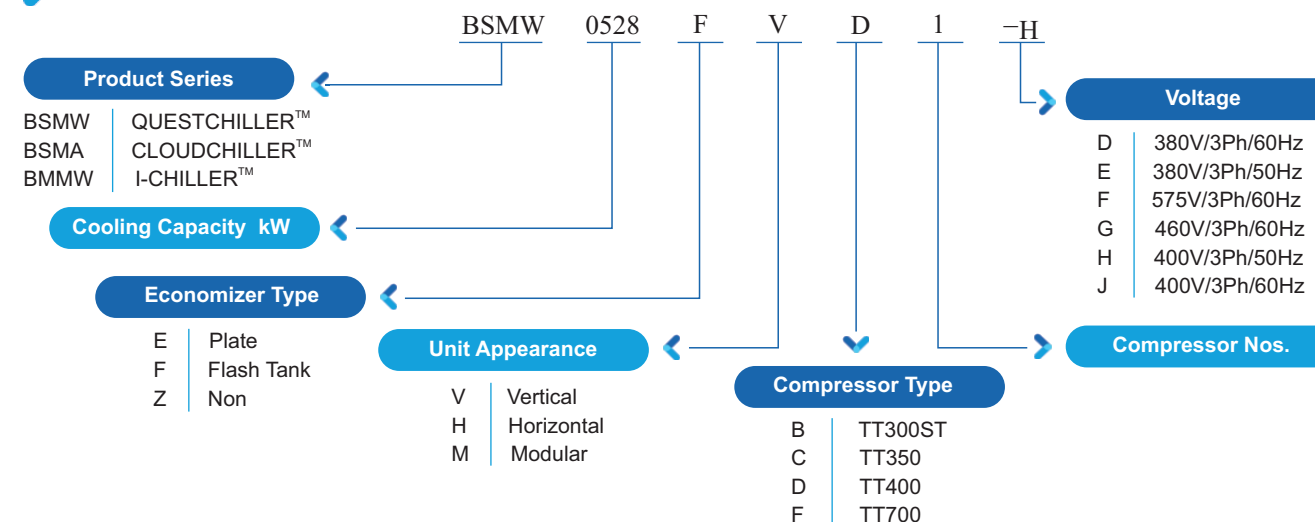 BSMW 0528 F V D 1 –H
Product Series
BSMW QUESTCHILLER™
BSMA CLOUDCHILLER™
BMMW I-CHILLER™
Cooling Capacity kW
Economizer Type
E Plate
F Flash Tank
Z Non
Unit Appearance
V Vertical
H Horizontal
M Modular
Compressor Type
B TT300ST
C TT350
D TT400
F TT700
Voltage
D 380V/3Ph/60Hz
E 380V/3Ph/50Hz
F 575V/3Ph/60Hz
G 460V/3Ph/60Hz
H 400V/3Ph/50Hz
J 400V/3Ph/60Hz
Compressor Nos.